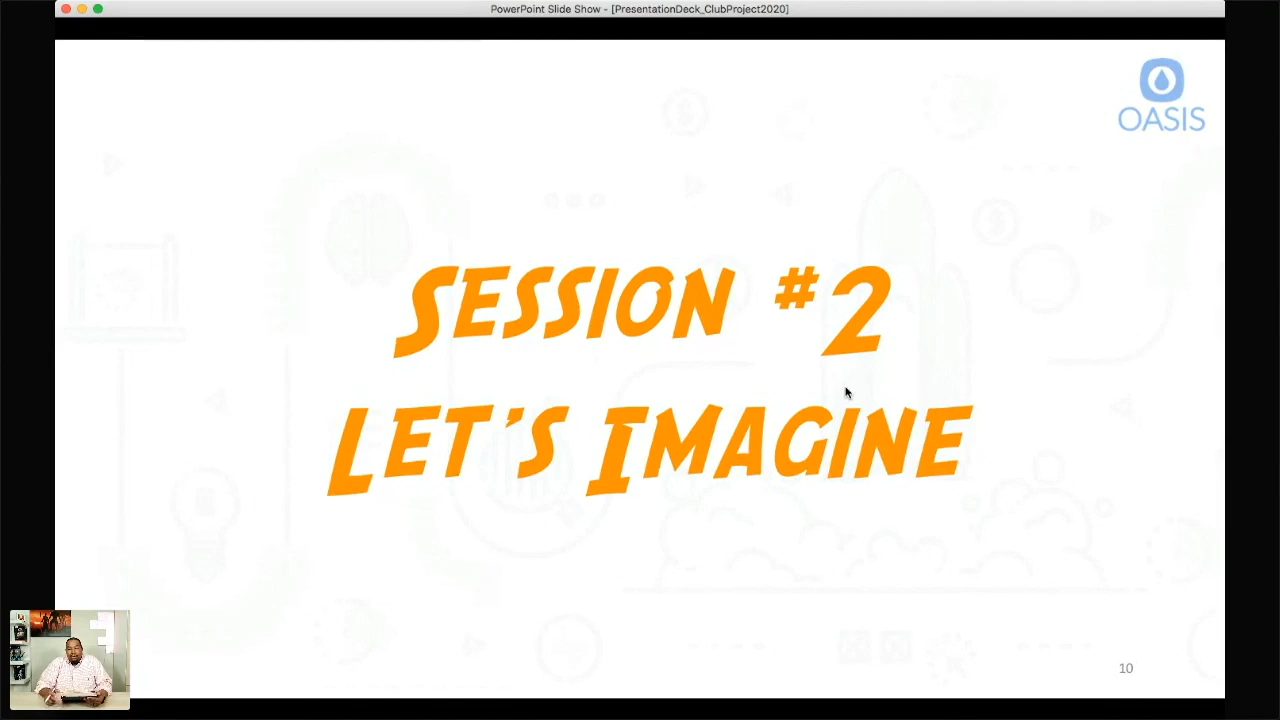 PowerPoint Slide Show - [PresentationDeck_ClubProject2020]
OASIS
SESSION #2
LET'S IMAGINE
10